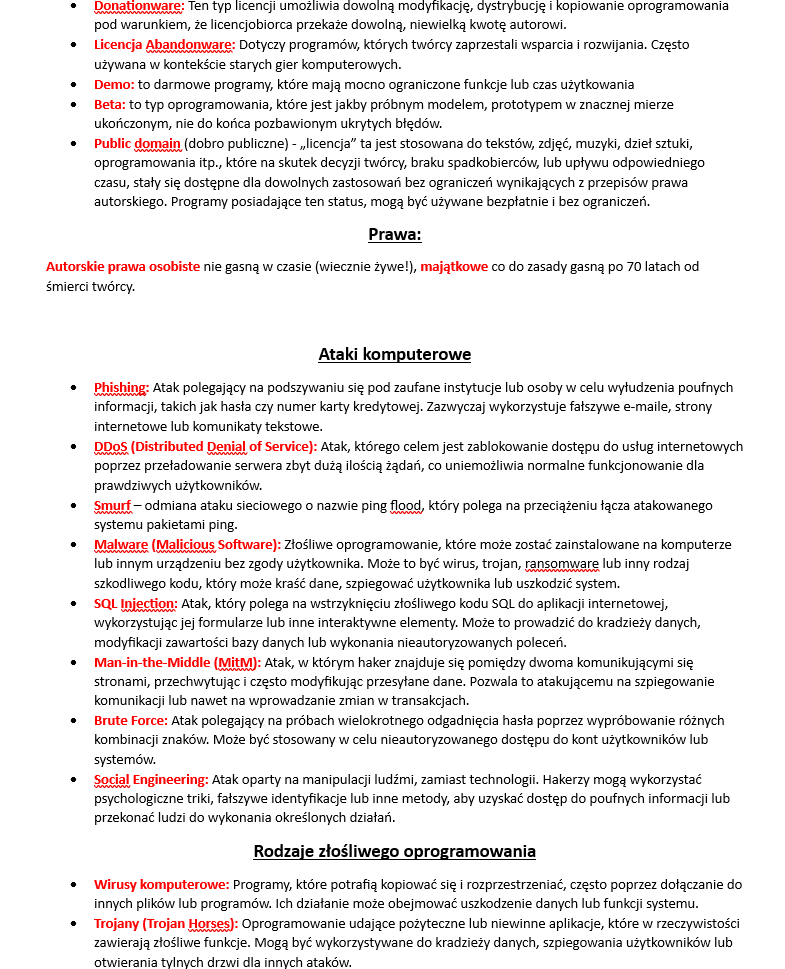 Donationware: Ten typ licencji umożliwia dowolną modyfikację, dystrybucję i kopiowanie oprogramowania
pod warunkiem, że licencjobiorca przekaże dowolną, niewielką kwotę autorowi.
Licencja Abandonware: Dotyczy programów, których twórcy zaprzestali wsparcia i rozwijania. Często
używana w kontekście starych gier komputerowych.
Demo: to darmowe programy, które mają mocno ograniczone funkcje lub czas użytkowania
Beta: to typ oprogramowania, które jest jakby próbnym modelem, prototypem w znacznej mierze
ukończonym, nie do końca pozbawionym ukrytych błędów.
Public domain (dobro publiczne) - „licencja” ta jest stosowana do tekstów, zdjęć, muzyki, dzieł sztuki,
oprogramowania itp., które na skutek decyzji twórcy, braku spadkobierców, lub upływu odpowiedniego
czasu, stały się dostępne dla dowolnych zastosowań bez ograniczeń wynikających z przepisów prawa
autorskiego. Programy posiadające ten status, mogą być używane bezpłatnie i bez ograniczeń.
Prawa:
Autorskie prawa osobiste nie gasną w czasie (wiecznie żywe!), majątkowe co do zasady gasną po 70 latach od
śmierci twórcy.
Ataki komputerowe
Phishing: Atak polegający na podszywaniu się pod zaufane instytucje lub osoby w celu wyłudzenia poufnych
informacji, takich jak hasła czy numer karty kredytowej. Zazwyczaj wykorzystuje fałszywe e-maile, strony
internetowe lub komunikaty tekstowe.
DDoS (Distributed Denial of Service): Atak, którego celem jest zablokowanie dostępu do usług internetowych
poprzez przeładowanie serwera zbyt dużą ilością żądań, co uniemożliwia normalne funkcjonowanie dla
prawdziwych użytkowników.
Smurf – odmiana ataku sieciowego o nazwie ping flood, który polega na przeciążeniu łącza atakowanego
systemu pakietami ping.
Malware (Malicious Software): Złośliwe oprogramowanie, które może zostać zainstalowane na komputerze
lub innym urządzeniu bez zgody użytkownika. Może to być wirus, trojan, ransomware lub inny rodzaj
szkodliwego kodu, który może kraść dane, szpiegować użytkownika lub uszkodzić system.
SQL Injection: Atak, który polega na wstrzyknięciu złośliwego kodu SQL do aplikacji internetowej,
wykorzystując jej formularze lub inne interaktywne elementy. Może to prowadzić do kradzieży danych,
modyfikacji zawartości bazy danych lub wykonania nieautoryzowanych poleceń.
Man-in-the-Middle (MitM): Atak, w którym haker znajduje się pomiędzy dwoma komunikującymi się
stronami, przechwytując i często modyfikując przesyłane dane. Pozwala to atakującemu na szpiegowanie
komunikacji lub nawet na wprowadzanie zmian w transakcjach.
Brute Force: Atak polegający na próbach wielokrotnego odgadnięcia hasła poprzez wypróbowanie różnych
kombinacji znaków. Może być stosowany w celu nieautoryzowanego dostępu do kont użytkowników lub
systemów.
Social Engineering: Atak oparty na manipulacji ludźmi, zamiast technologii. Hakerzy mogą wykorzystać
psychologiczne triki, fałszywe identyfikacje lub inne metody, aby uzyskać dostęp do poufnych informacji lub
przekonać ludzi do wykonania określonych działań.
Rodzaje złośliwego oprogramowania
Wirusy komputerowe: Programy, które potrafią kopiować się i rozprzestrzeniać, często poprzez dołączanie do
innych plików lub programów. Ich działanie może obejmować uszkodzenie danych lub funkcji systemu.
Trojany (Trojan Horses): Oprogramowanie udające pożyteczne lub niewinne aplikacje, które w rzeczywistości
zawierają złośliwe funkcje. Mogą być wykorzystywane do kradzieży danych, szpiegowania użytkowników lub
otwierania tylnych drzwi dla innych ataków.